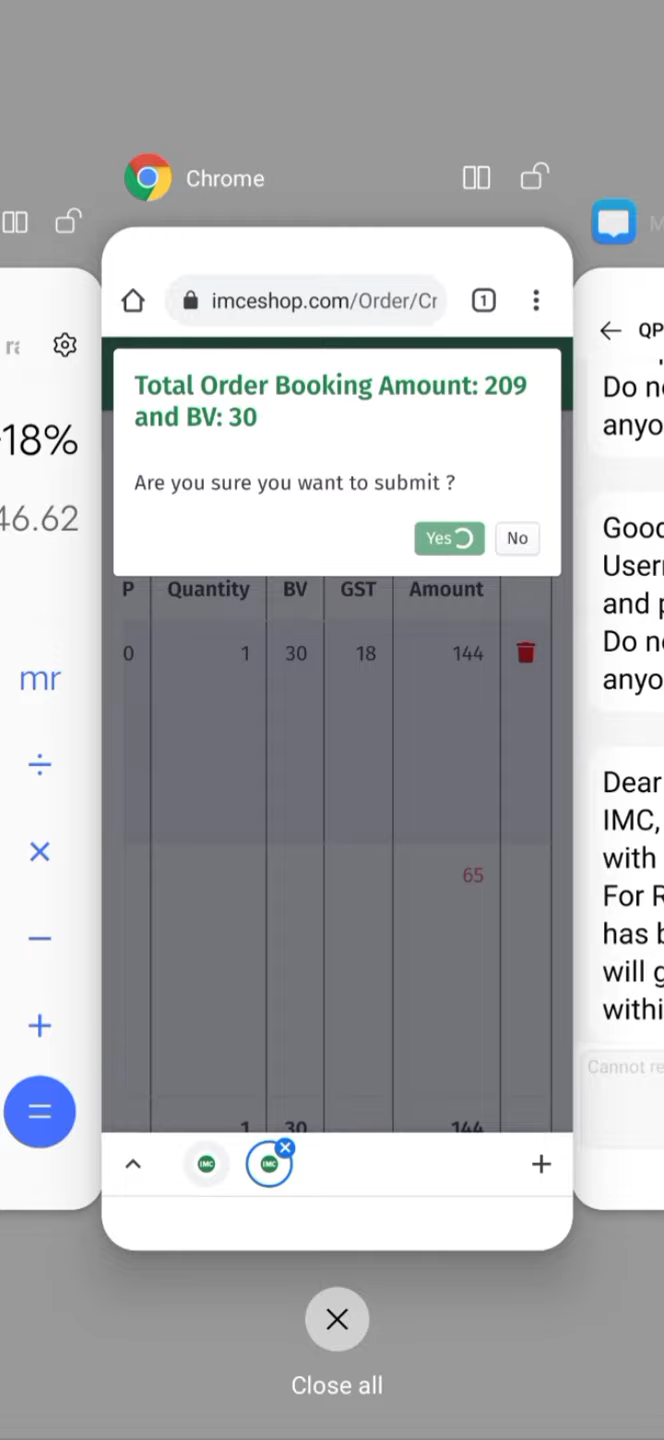 Chrome
18%
46.62
mr
÷
×
−
+
=
imceshop.com/Order/Cr
1
Total Order Booking Amount: 209
and BV: 30
Are you sure you want to submit ?
Yes
No
P Quantity BV GST Amount
0 1 30 18 144
65
1 30 144
IMC
IMC
QP
Do n
anyo
Good
User
and p
Do n
anyo
Dear
IMC,
with
For R
has b
will g
withi
Cannot re
Close all